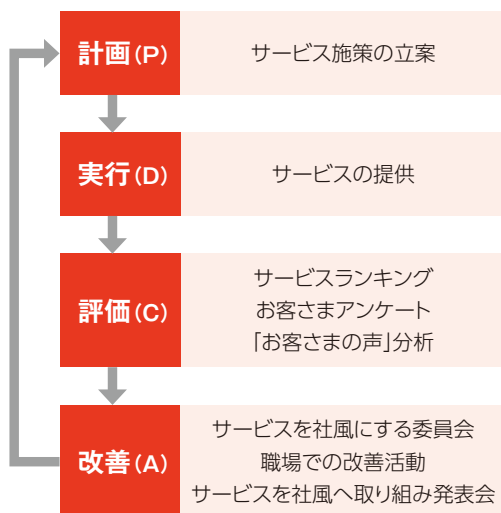 計画(P)
サービス施策の立案
実行(D)
サービスの提供
評価(C)
サービスランキング
お客さまアンケート
「お客さまの声」分析
改善(A)
サービスを社風にする委員会
職場での改善活動
サービスを社風へ取り組み発表会